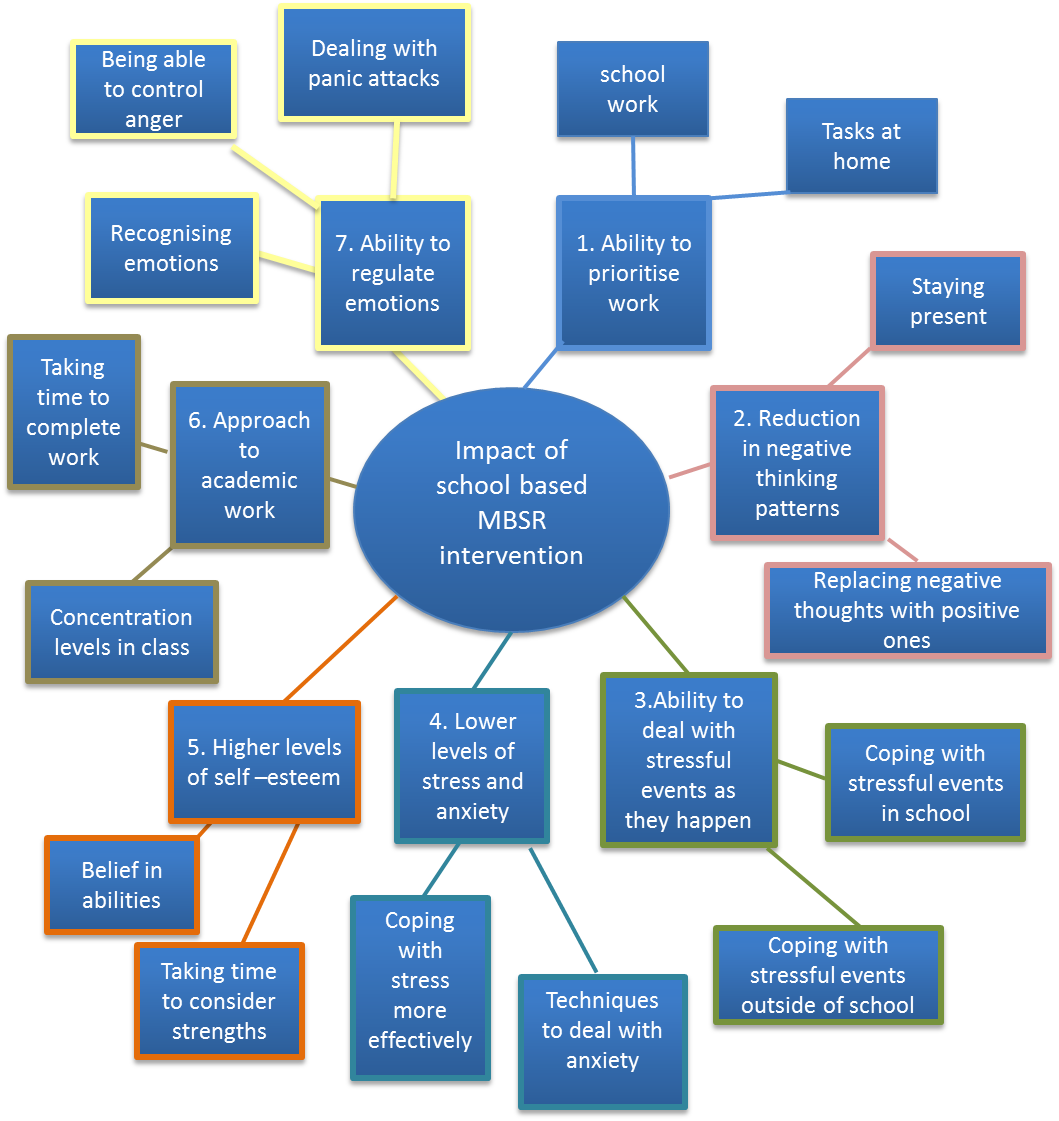 Impact of
school based
MBSR
intervention
1. Ability to
prioritise
work
school
work
Tasks at
home
2. Reduction
in negative
thinking
patterns
Staying
present
Replacing negative
thoughts with positive
ones
3.Ability to
deal with
stressful
events as
they happen
Coping with
stressful events
in school
Coping with
stressful events
outside of school
4. Lower
levels of
stress and
anxiety
Coping
with
stress
more
effectively
Techniques
to deal with
anxiety
5. Higher levels
of self –esteem
Belief in
abilities
Taking time
to consider
strengths
6. Approach
to
academic
work
Taking
time to
complete
work
Concentration
levels in class
7. Ability to
regulate
emotions
Being able
to control
anger
Dealing with
panic attacks
Recognising
emotions